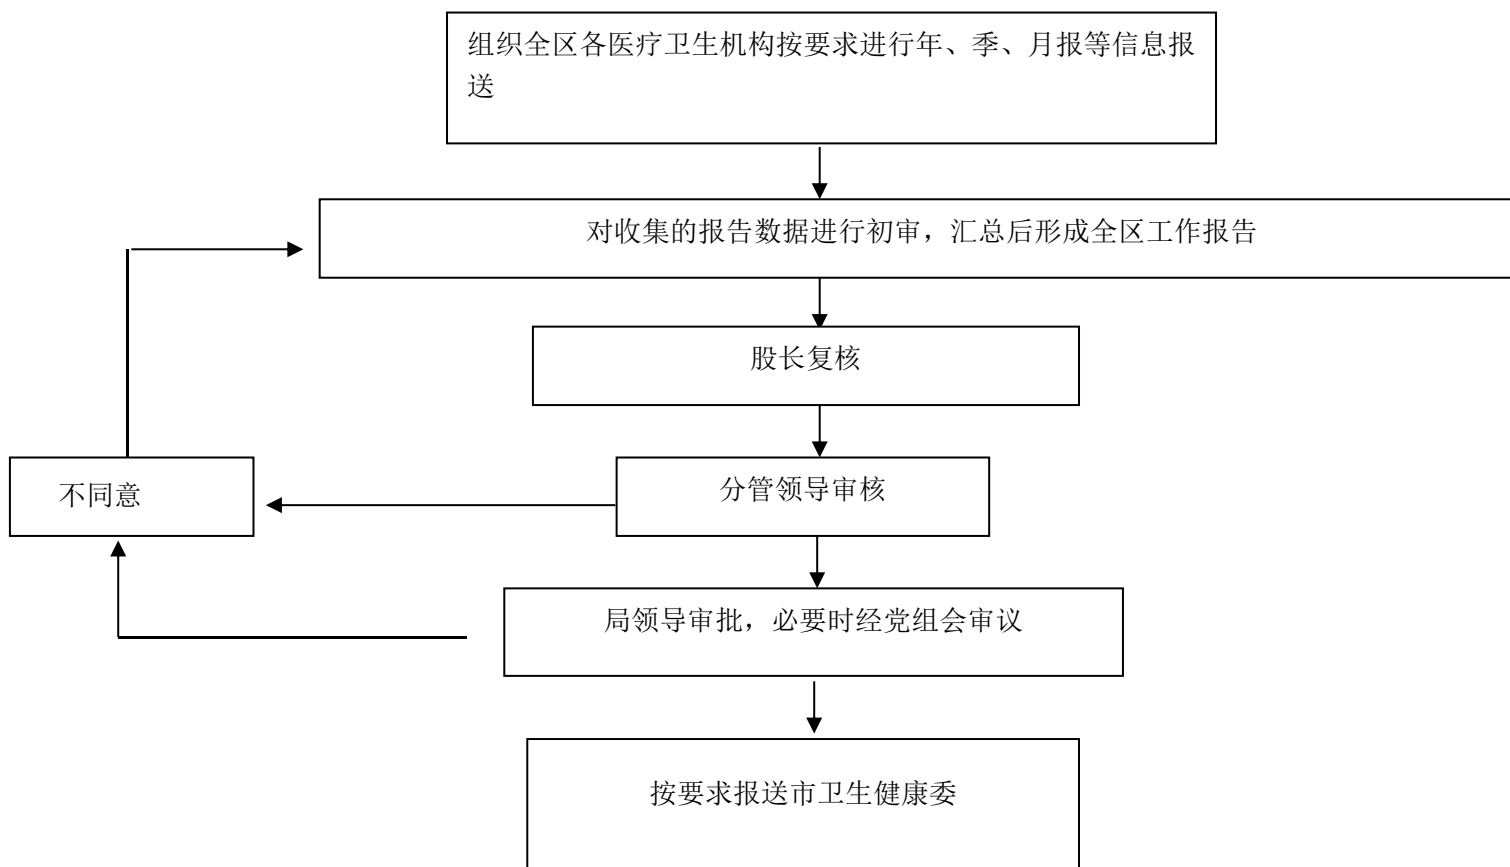 组织全区各医疗卫生机构按要求进行年、季、月报等信息报
送
对收集的报告数据进行初审，汇总后形成全区工作报告
股长复核
不同意
分管领导审核
局领导审批，必要时经党组会审议
按要求报送市卫生健康委